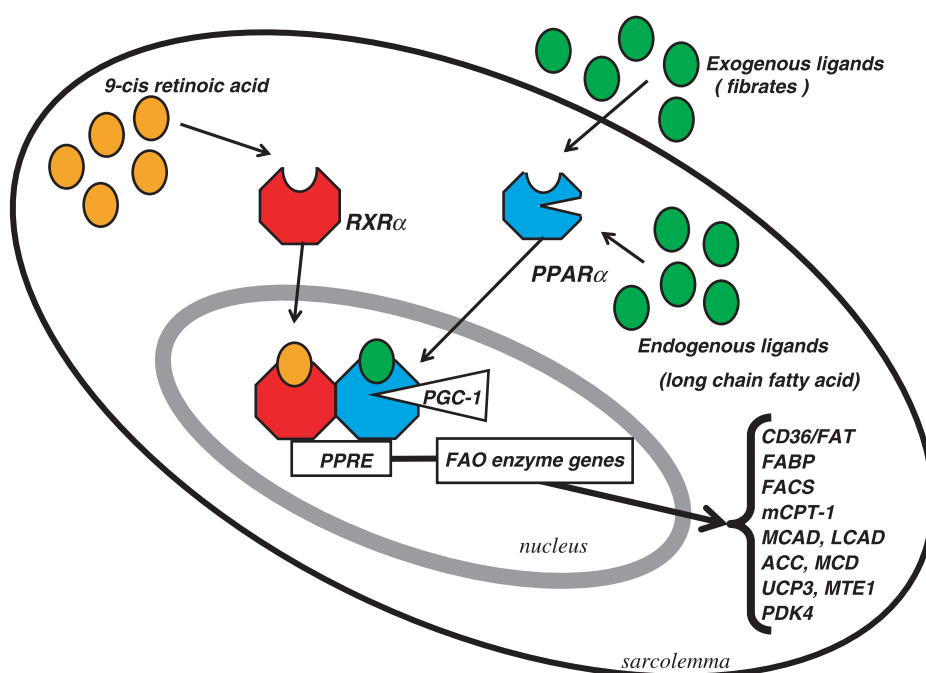 9-cis retinoic acid
Exogenous ligands
( fibrates )
RXRα
PPARα
Endogenous ligands
(long chain fatty acid)
PGC-1
PPRE
FAO enzyme genes
nucleus
CD36/FAT
FABP
FACS
mCPT-1
MCAD, LCAD
ACC, MCD
UCP3, MTE1
PDK4
sarcolemma